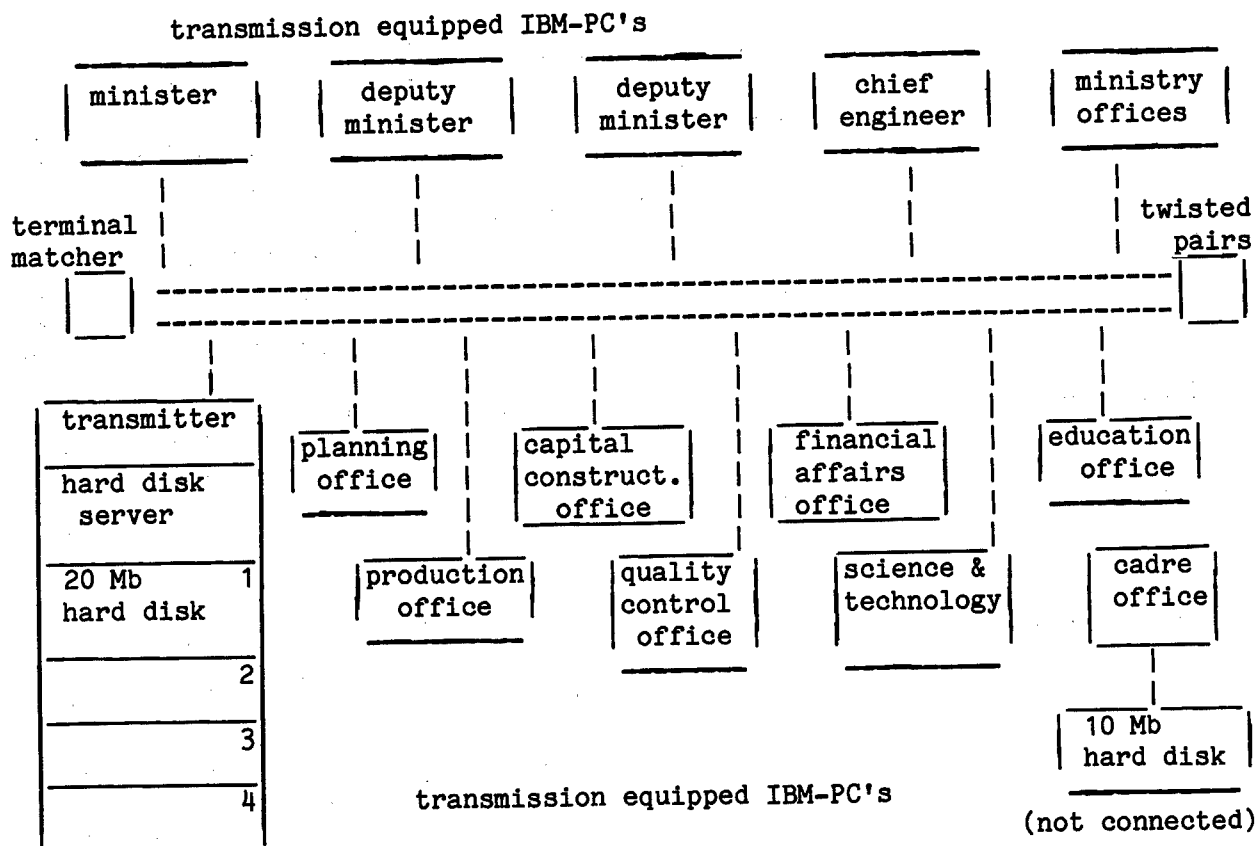 transmission equipped IBM-PC's
minister
deputy
minister
deputy
minister
chief
engineer
ministry
offices
terminal
matcher
twisted
pairs
transmitter
hard disk
server
20 Mb
hard disk
1
2
3
4
planning
office
capital
construct.
office
financial
affairs
office
education
office
production
office
quality
control
office
science &
technology
cadre
office
10 Mb
hard disk
(not connected)
transmission equipped IBM-PC's